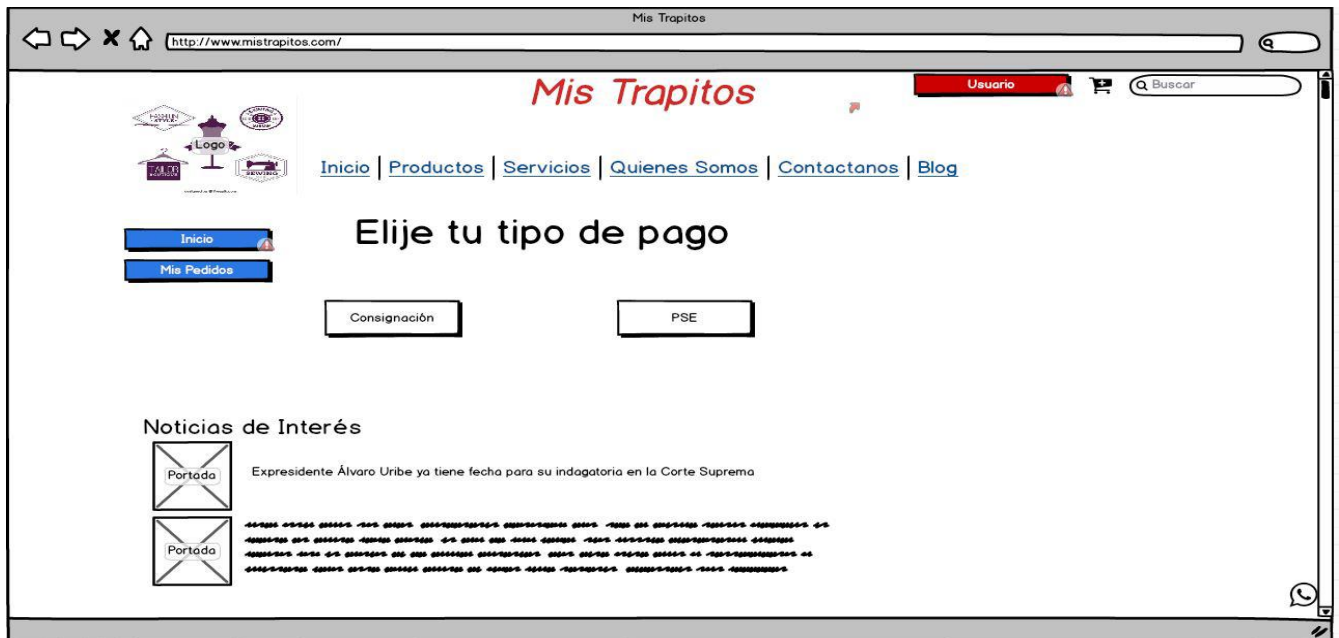 Mis Trapitos
http://www.mistrapitos.com/
Mis Trapitos
Usuario
Buscar
Logo
TAILOR
SEWING
Inicio | Productos | Servicios | Quienes Somos | Contactanos | Blog
Inicio
Elije tu tipo de pago
Mis Pedidos
Consignación
PSE
Noticias de Interés
Portada
Expresidente Álvaro Uribe ya tiene fecha para su indagatoria en la Corte Suprema
Portada